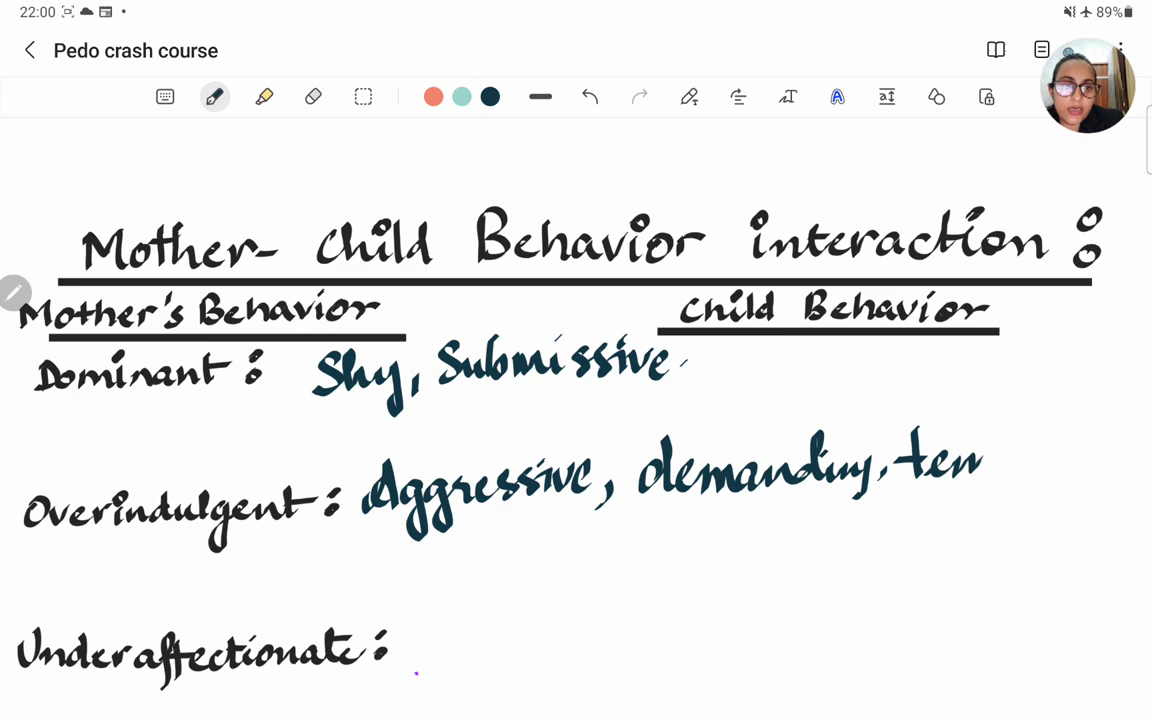 22:00 89%
Pedo crash course
Mother- Child Behavior interaction :
Mother's Behavior Child Behavior
Dominant : Shy, Submissive
Overindulgent : Aggressive, demanding, tem
Underaffectionate :